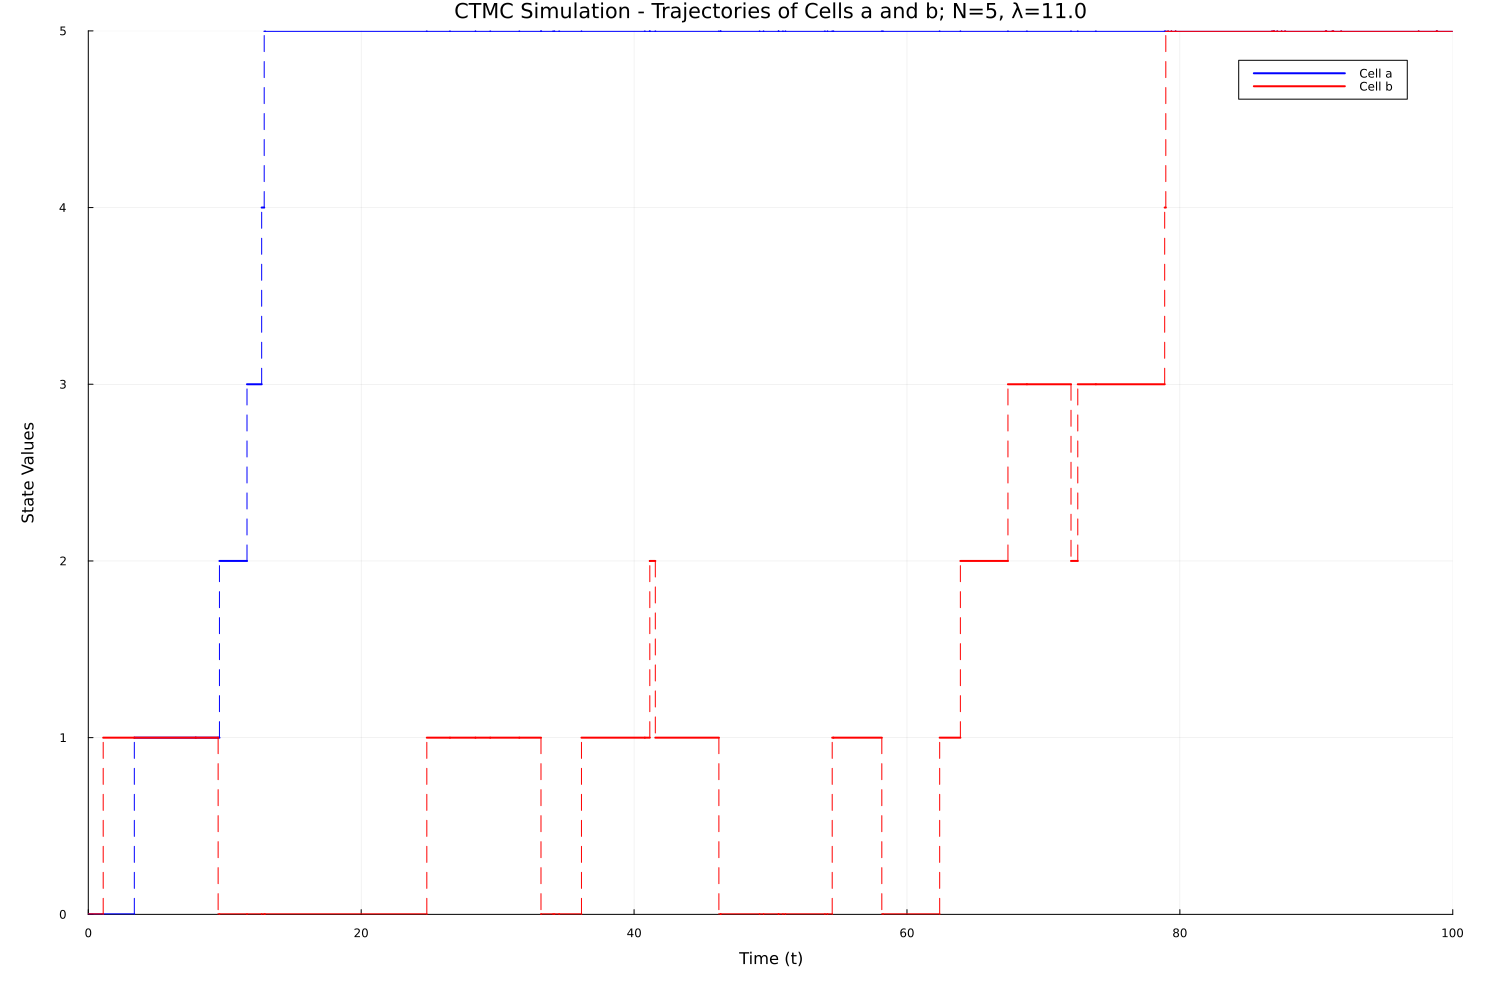 CTMC Simulation - Trajectories of Cells a and b; N=5, λ=11.0
5
Cell a
Cell b
4
3
State Values
2
1
0
0 20 40 60 80 100
Time (t)